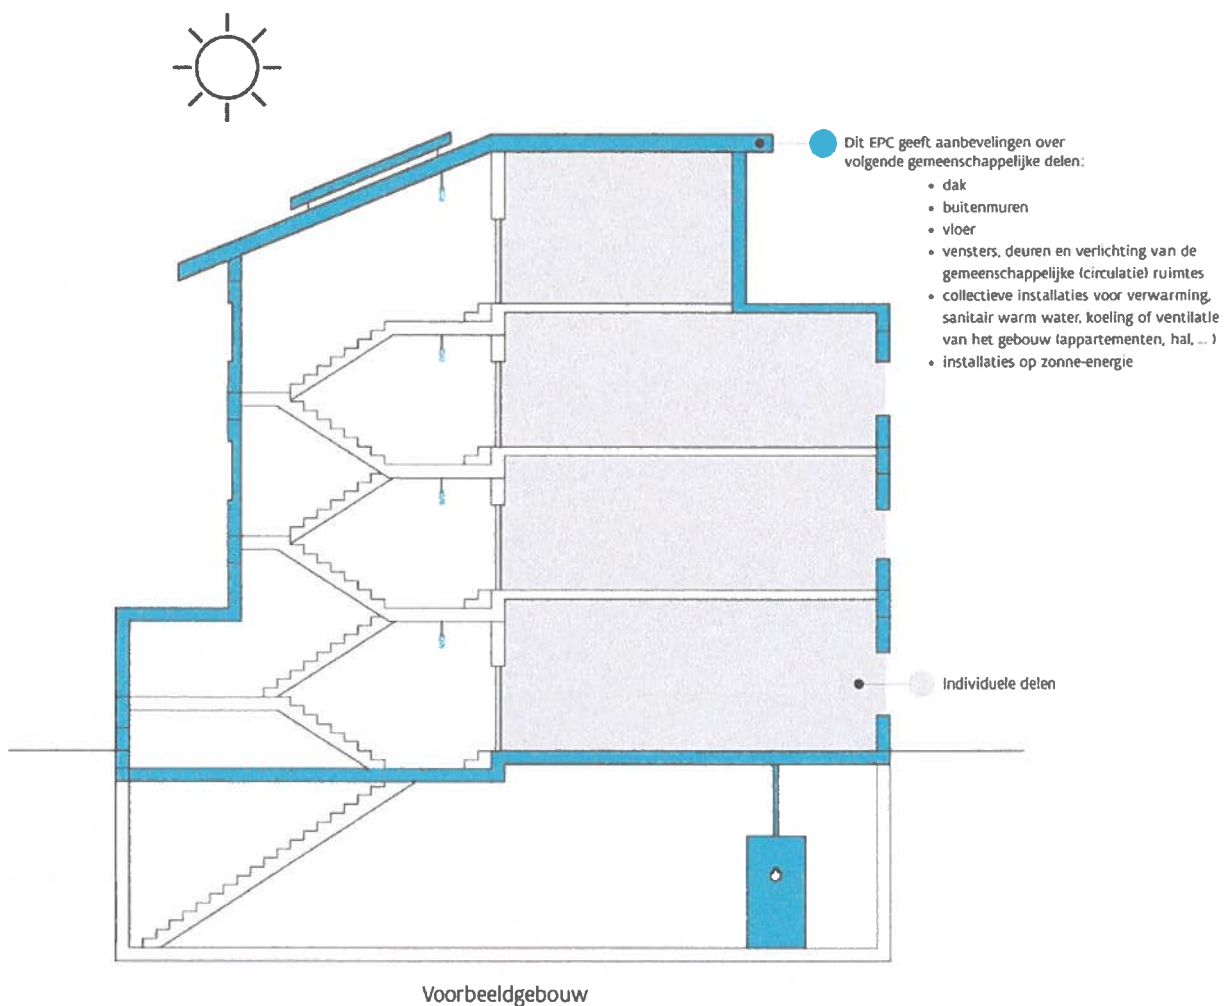 Dit EPC geeft aanbevelingen over
volgende gemeenschappelijke delen:
• dak
• buitenmuren
• vloer
• vensters, deuren en verlichting van de
gemeenschappelijke (circulatie) ruimtes
• collectieve installaties voor verwarming,
sanitair warm water, koeling of ventilatie
van het gebouw (appartementen, hal, ... )
• installaties op zonne-energie
Individuele delen
Voorbeeldgebouw